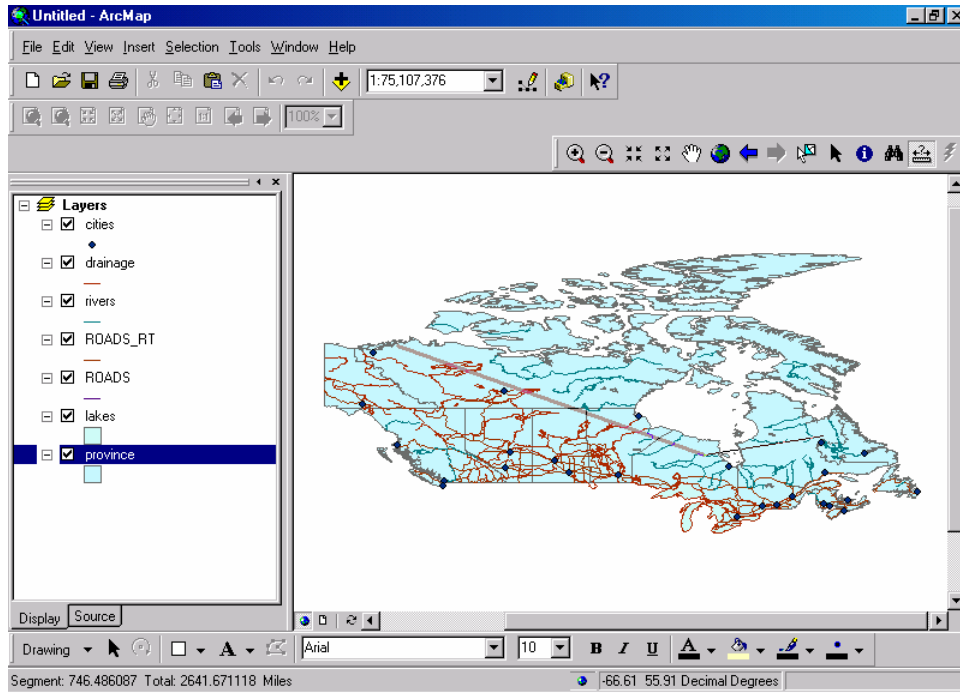 Untitled - ArcMap
File Edit View Insert Selection Tools Window Help
1:75,107,376
1:1 100%
Layers
cities
drainage
rivers
ROADS_RT
ROADS
lakes
province
Display Source
Drawing A Arial 10 B I U A
Segment: 746.486087 Total: 2641.671118 Miles -66.61 55.91 Decimal Degrees